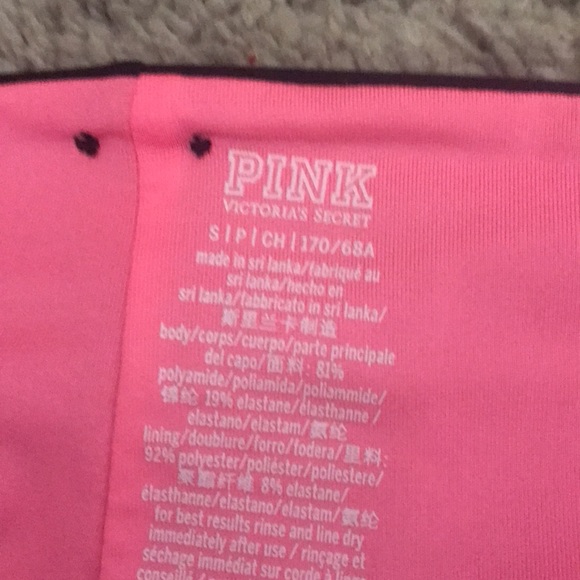 PINK
VICTORIA'S SECRET
S | P | CH | 170/68A
made in sri lanka/fabriqué au
sri lanka/hecho en
sri lanka/fabbricato in sri lanka/
斯里兰卡制造
body/corps/cuerpo/parte principale
del capo/面料: 81%
polyamide/poliamida/poliammide/
锦纶 19% elastane/élasthanne /
elastano/elastam/氨纶
lining/doublure/forro/fodera/里料:
92% polyester/poliéster/poliestere/
聚酯纤维 8% elastane/
élasthanne/elastano/elastam/氨纶
for best results rinse and line dry
immediately after use / rinçage et
séchage immédiat sur corde à linge
conseillé /